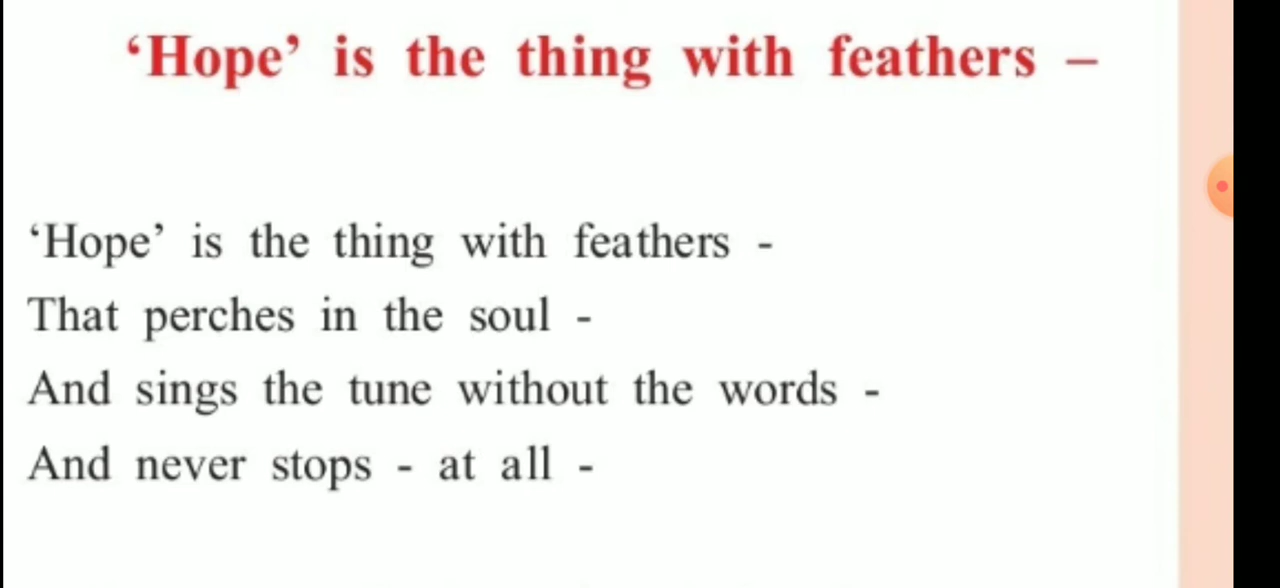 ‘Hope’ is the thing with feathers –
‘Hope’ is the thing with feathers -
That perches in the soul -
And sings the tune without the words -
And never stops - at all -